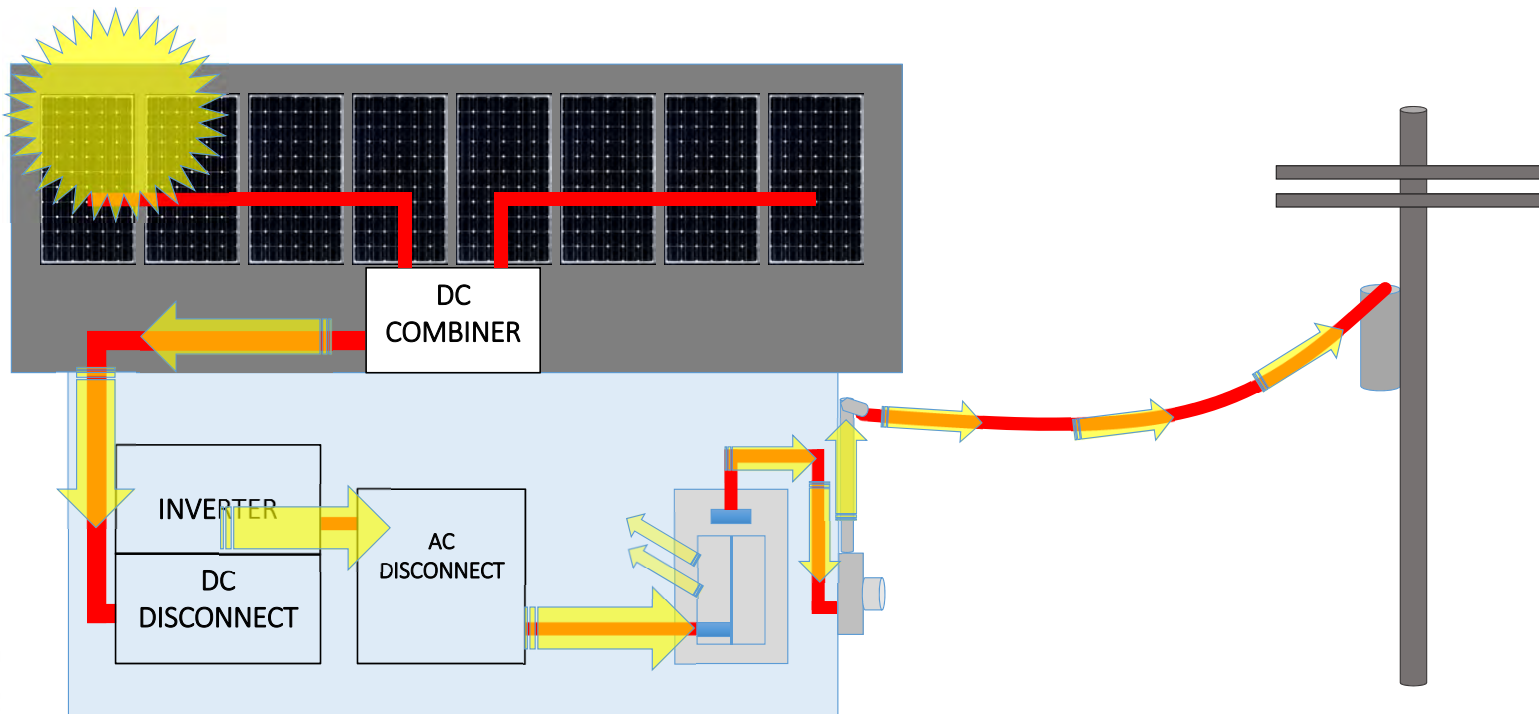 DC
COMBINER
INVERTER
DC
DISCONNECT
AC
DISCONNECT